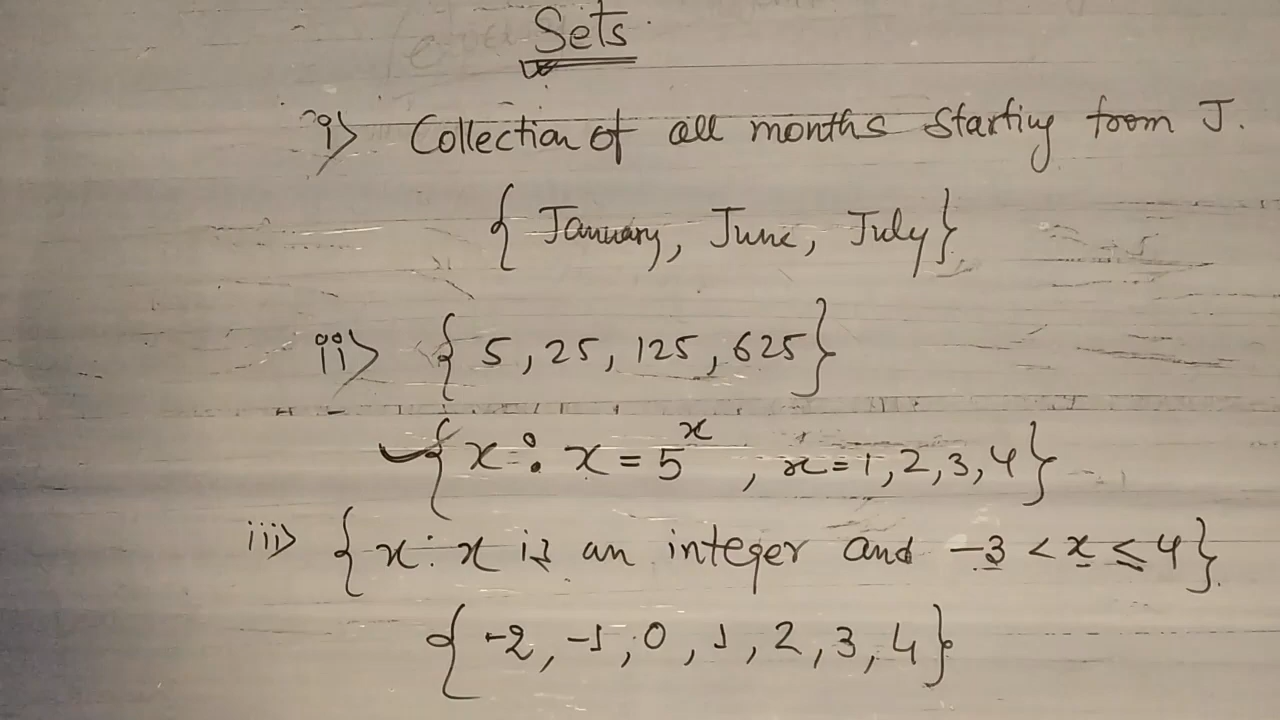 Sets
i) Collection of all months starting from J.
{ January, June, July }.
ii) { 5, 25, 125, 625 }
{ x : x = 5^x , x = 1, 2, 3, 4 }
iii) { x : x is an integer and -3 < x ≤ 4 }.
{ -2, -1, 0, 1, 2, 3, 4 }